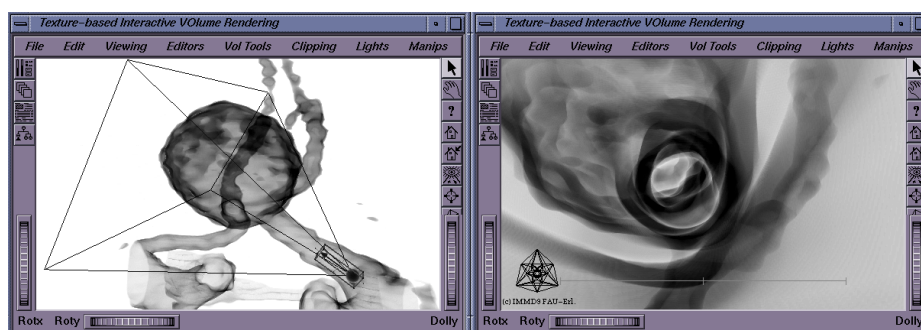 Texture-based Interactive VOlume Rendering
File Edit Viewing Editors Vol Tools Clipping Lights Manips
?
Rotx Roty Dolly
Texture-based Interactive VOlume Rendering
File Edit Viewing Editors Vol Tools Clipping Lights Manips
?
(c) IMMD9 FAU-Erl.
Rotx Roty Dolly